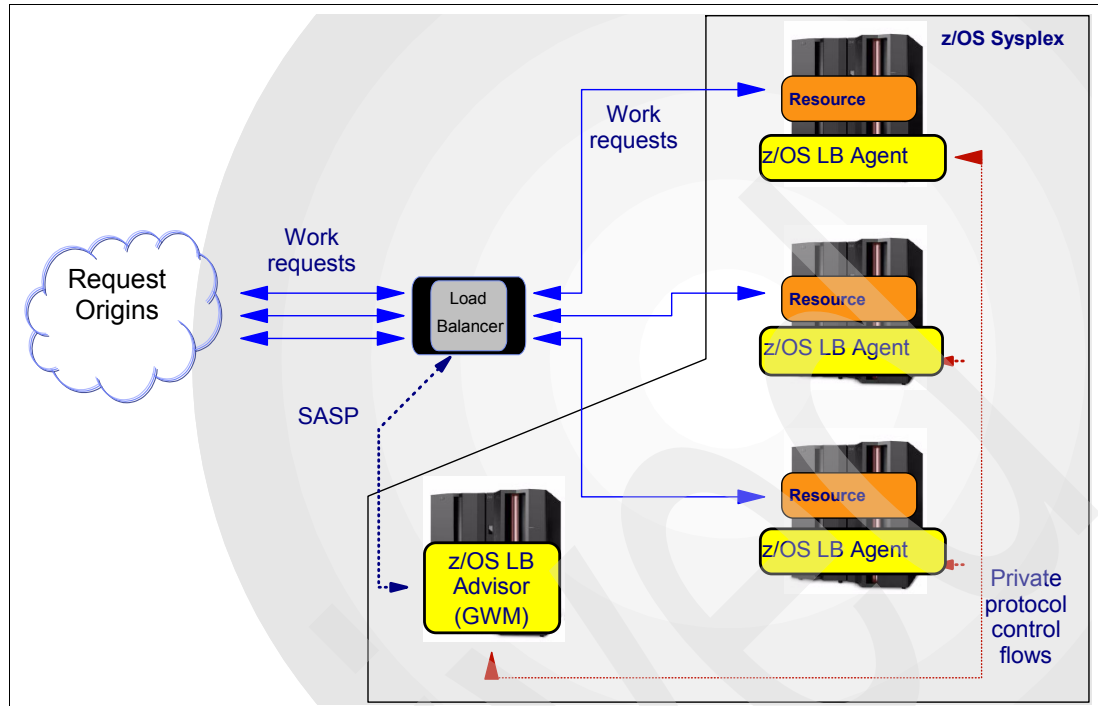 z/OS Sysplex
Resource
z/OS LB Agent
Work
requests
Work
requests
Request
Origins
Load
Balancer
Resource
z/OS LB Agent
SASP
Resource
z/OS LB Agent
z/OS LB
Advisor
(GWM)
Private
protocol
control
flows